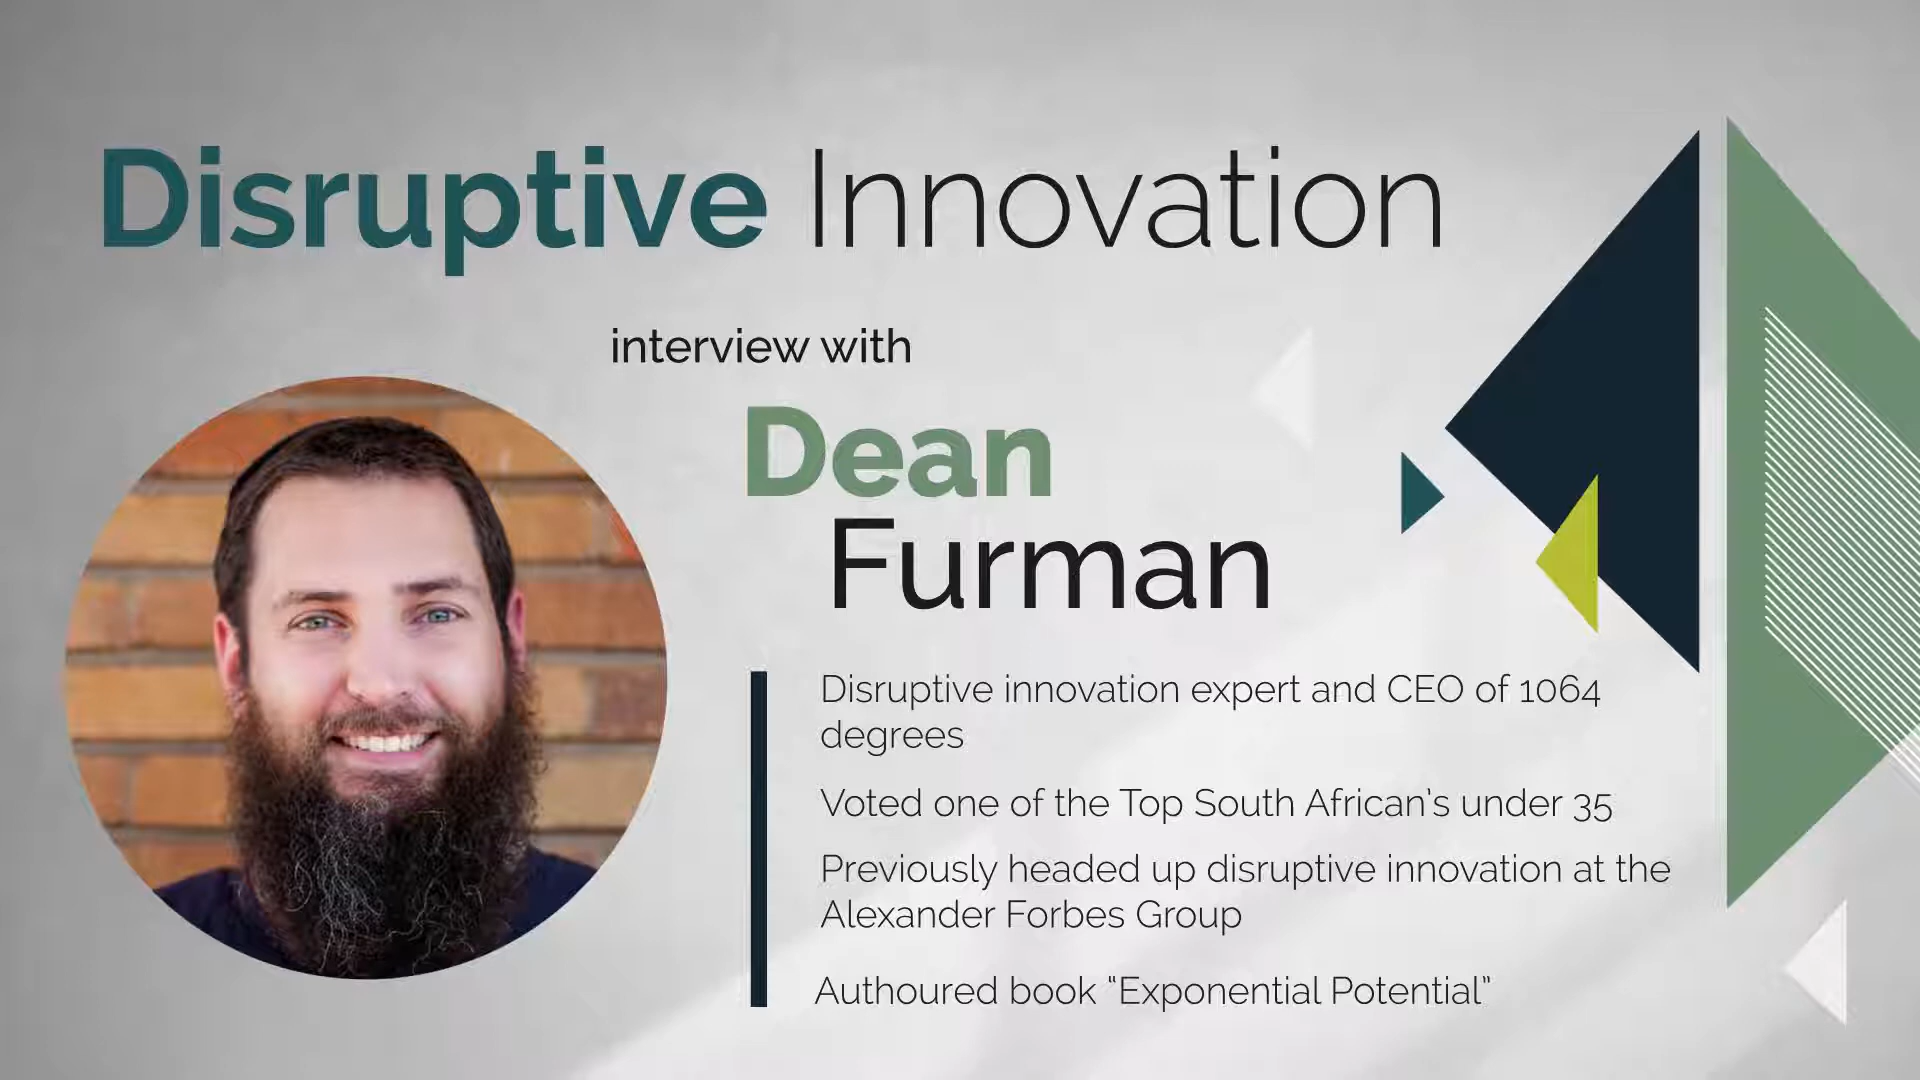 Disruptive Innovation
interview with
Dean
Furman
Disruptive innovation expert and CEO of 1064
degrees
Voted one of the Top South African's under 35
Previously headed up disruptive innovation at the
Alexander Forbes Group
Authoured book “Exponential Potential”